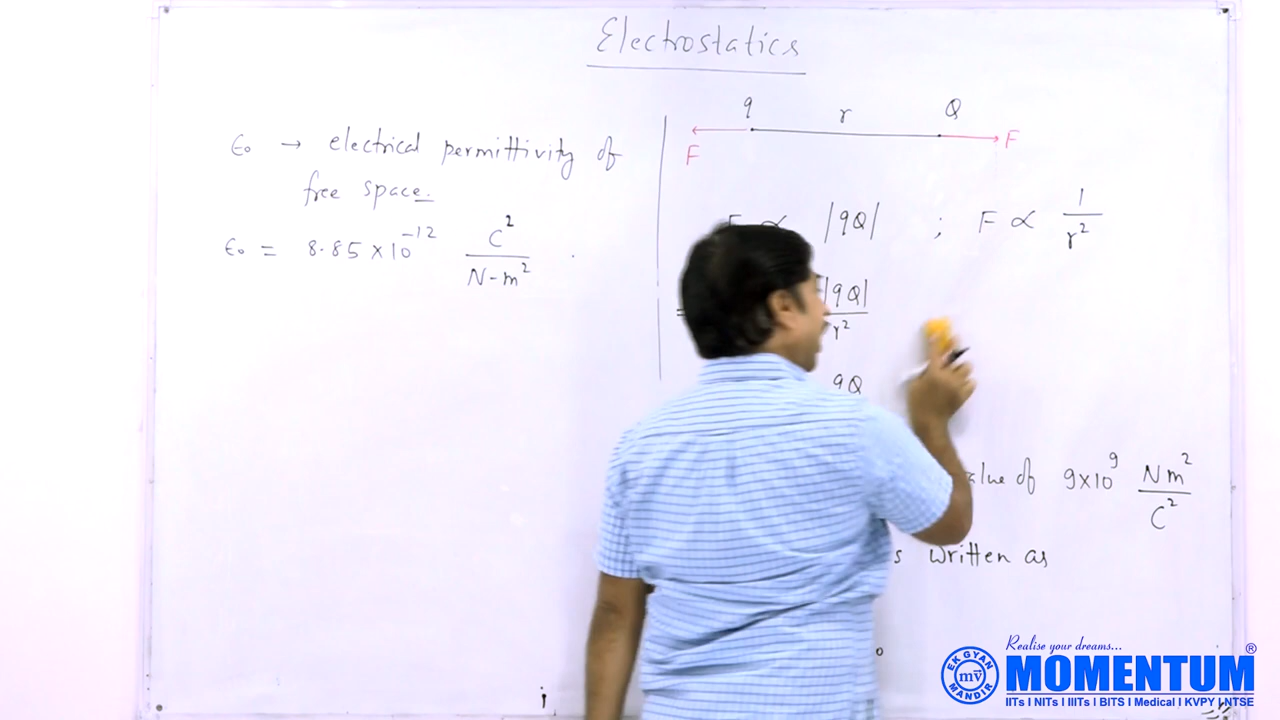 Electrostatics
ϵ₀ → electrical permittivity of
free space.
ϵ₀ = 8.85 × 10⁻¹² C² / N-m²
q r Q
F F
∝ |qQ| ; F ∝ 1 / r²
= |qQ| / r²
qQ
value of 9×10⁹ Nm² / C²
written as
Realise your dreams...
EK GYAN MANDIR
mv
MOMENTUM®
IITs I NITs I IIITs I BITS I Medical I KVPY I NTSE